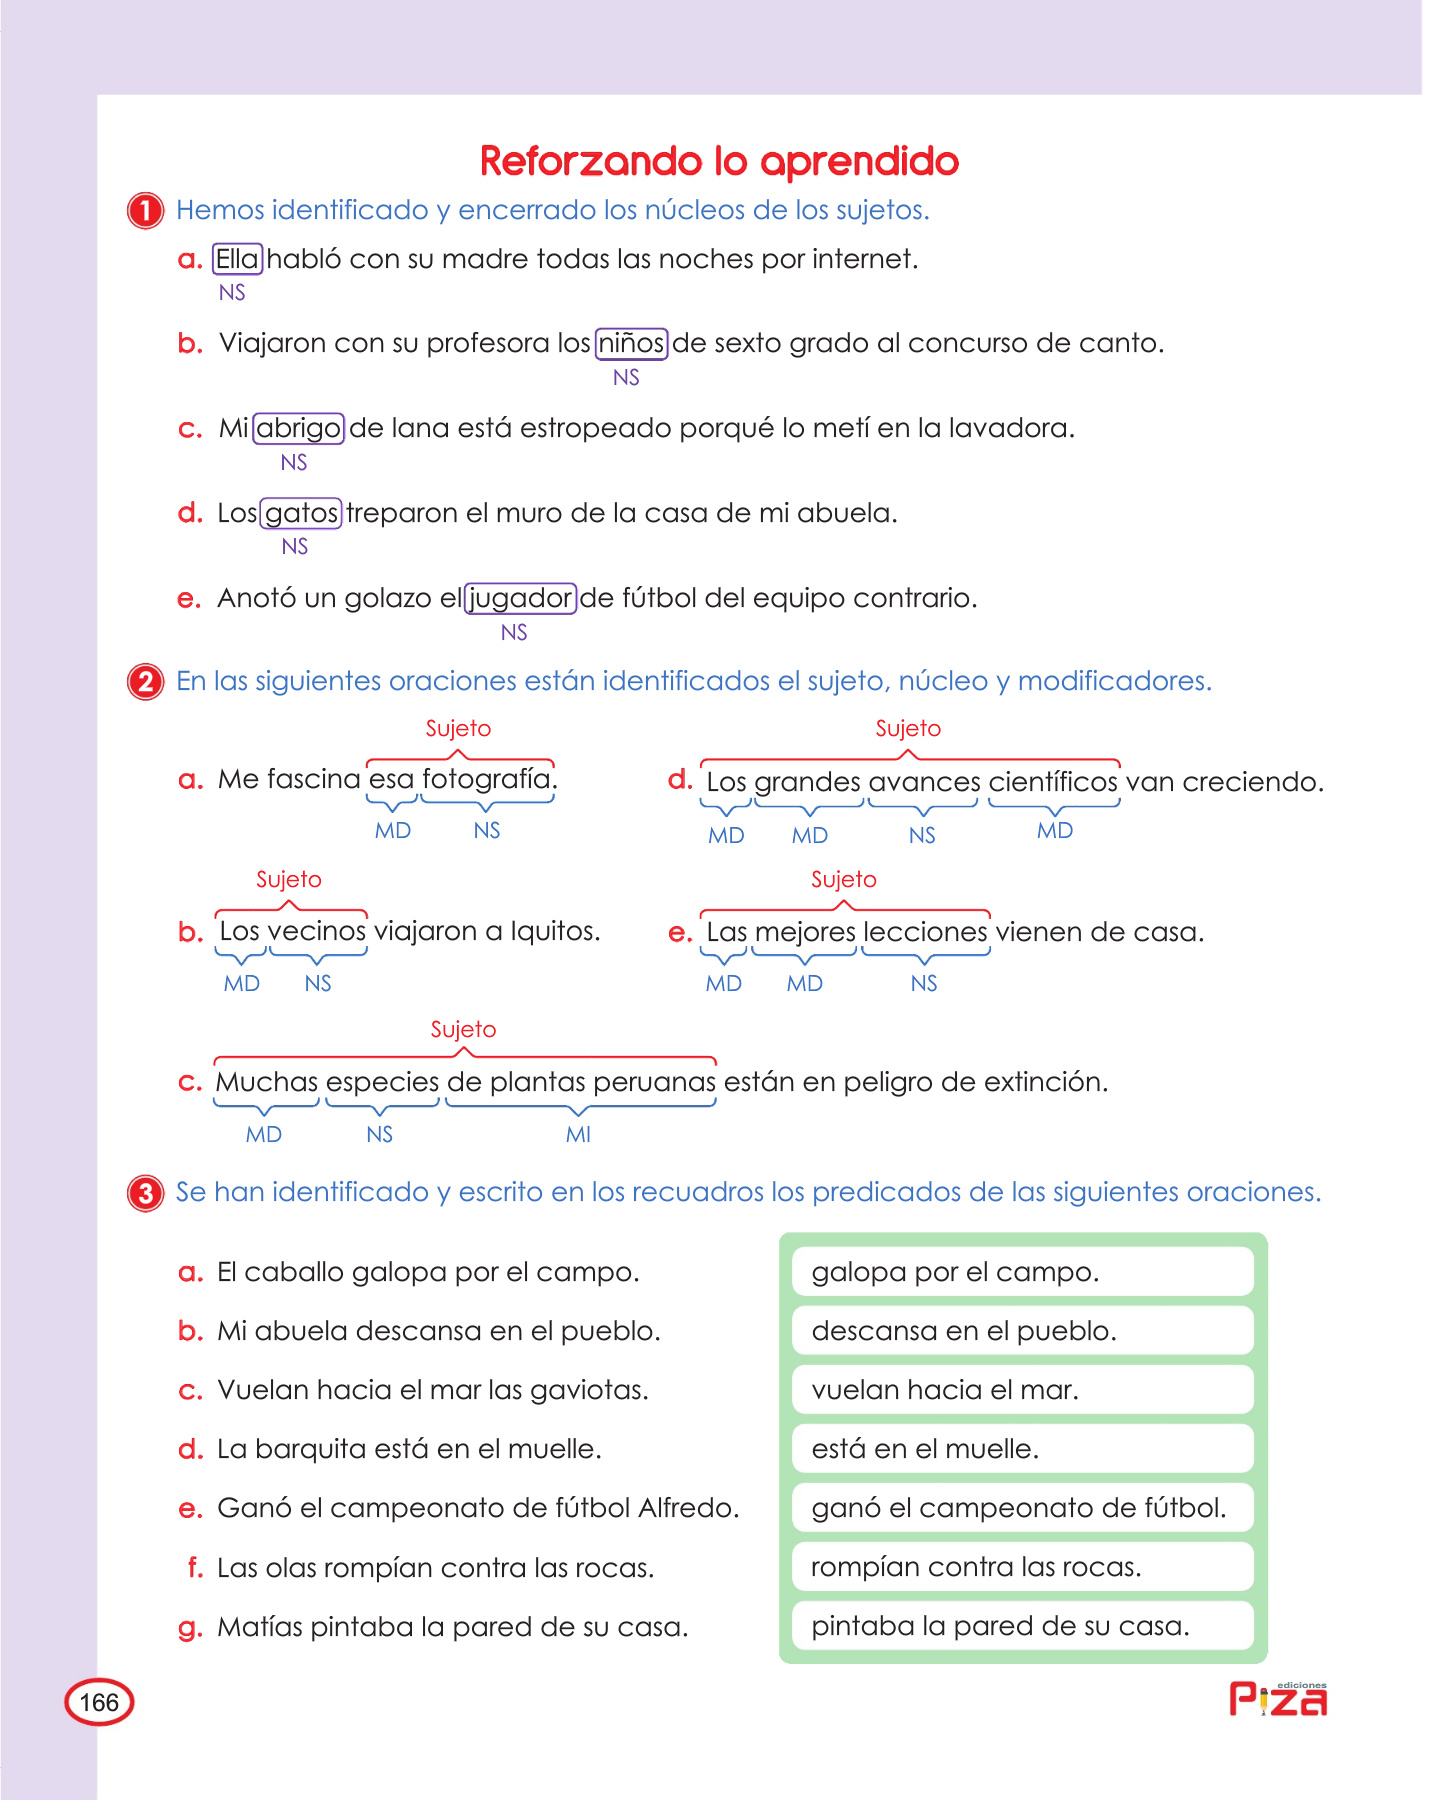 Reforzando lo aprendido
1 Hemos identificado y encerrado los núcleos de los sujetos.
a. Ella habló con su madre todas las noches por internet.
NS
b. Viajaron con su profesora los niños de sexto grado al concurso de canto.
NS
c. Mi abrigo de lana está estropeado porqué lo metí en la lavadora.
NS
d. Los gatos treparon el muro de la casa de mi abuela.
NS
e. Anotó un golazo el jugador de fútbol del equipo contrario.
NS
2 En las siguientes oraciones están identificados el sujeto, núcleo y modificadores.
Sujeto
a. Me fascina esa fotografía.
MD NS
Sujeto
d. Los grandes avances científicos van creciendo.
MD MD NS MD
Sujeto
b. Los vecinos viajaron a Iquitos.
MD NS
Sujeto
e. Las mejores lecciones vienen de casa.
MD MD NS
Sujeto
c. Muchas especies de plantas peruanas están en peligro de extinción.
MD NS MI
3 Se han identificado y escrito en los recuadros los predicados de las siguientes oraciones.
a. El caballo galopa por el campo. galopa por el campo.
b. Mi abuela descansa en el pueblo. descansa en el pueblo.
c. Vuelan hacia el mar las gaviotas. vuelan hacia el mar.
d. La barquita está en el muelle. está en el muelle.
e. Ganó el campeonato de fútbol Alfredo. ganó el campeonato de fútbol.
f. Las olas rompían contra las rocas. rompían contra las rocas.
g. Matías pintaba la pared de su casa. pintaba la pared de su casa.
166
ediciones
Piza